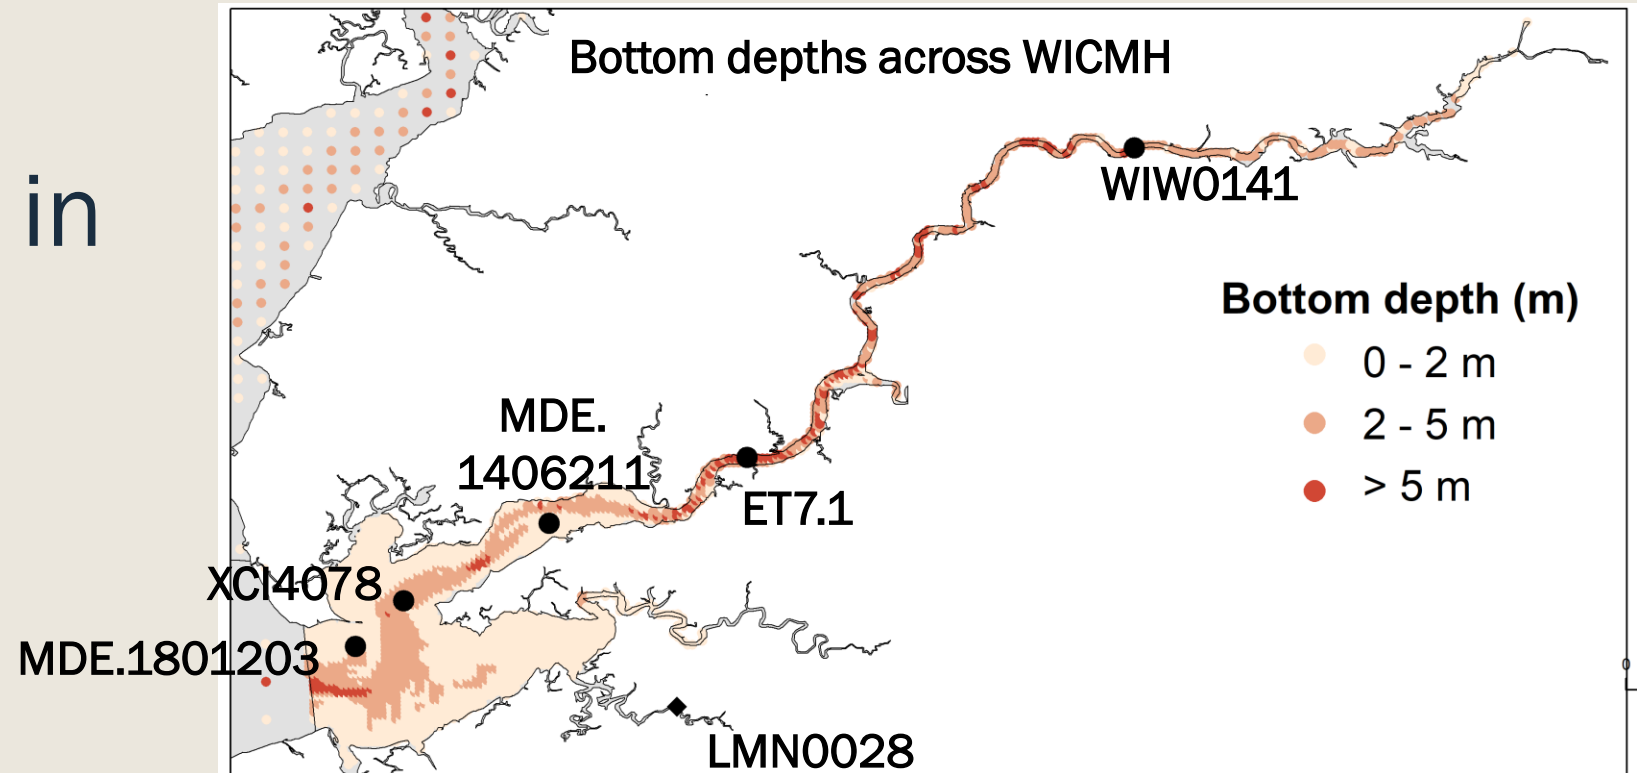 in
Bottom depths across WICMH
WIW0141
Bottom depth (m)
0 - 2 m
2 - 5 m
> 5 m
MDE.
1406211
ET7.1
XCI4078
MDE.1801203
LMN0028
0